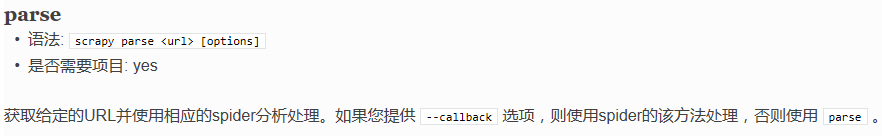 parse
• 语法: scrapy parse <url> [options]
• 是否需要项目: yes
获取给定的URL并使用相应的spider分析处理。如果您提供 --callback 选项，则使用spider的该方法处理，否则使用 parse 。